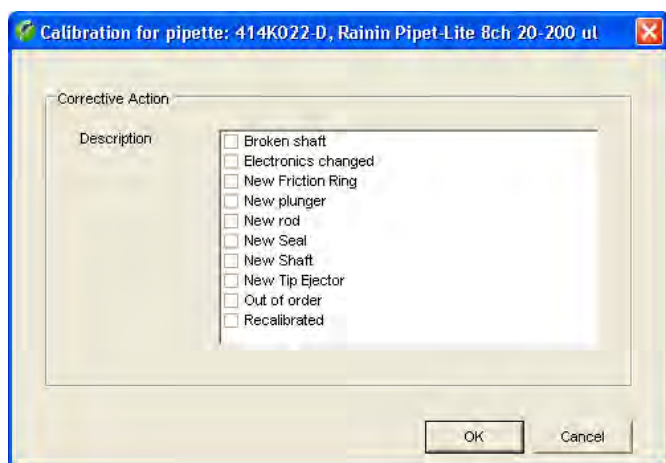 Calibration for pipette: 414K022-D, Rainin Pipet-Lite 8ch 20-200 ul
Corrective Action
Description
Broken shaft
Electronics changed
New Friction Ring
New plunger
New rod
New Seal
New Shaft
New Tip Ejector
Out of order
Recalibrated
OK
Cancel